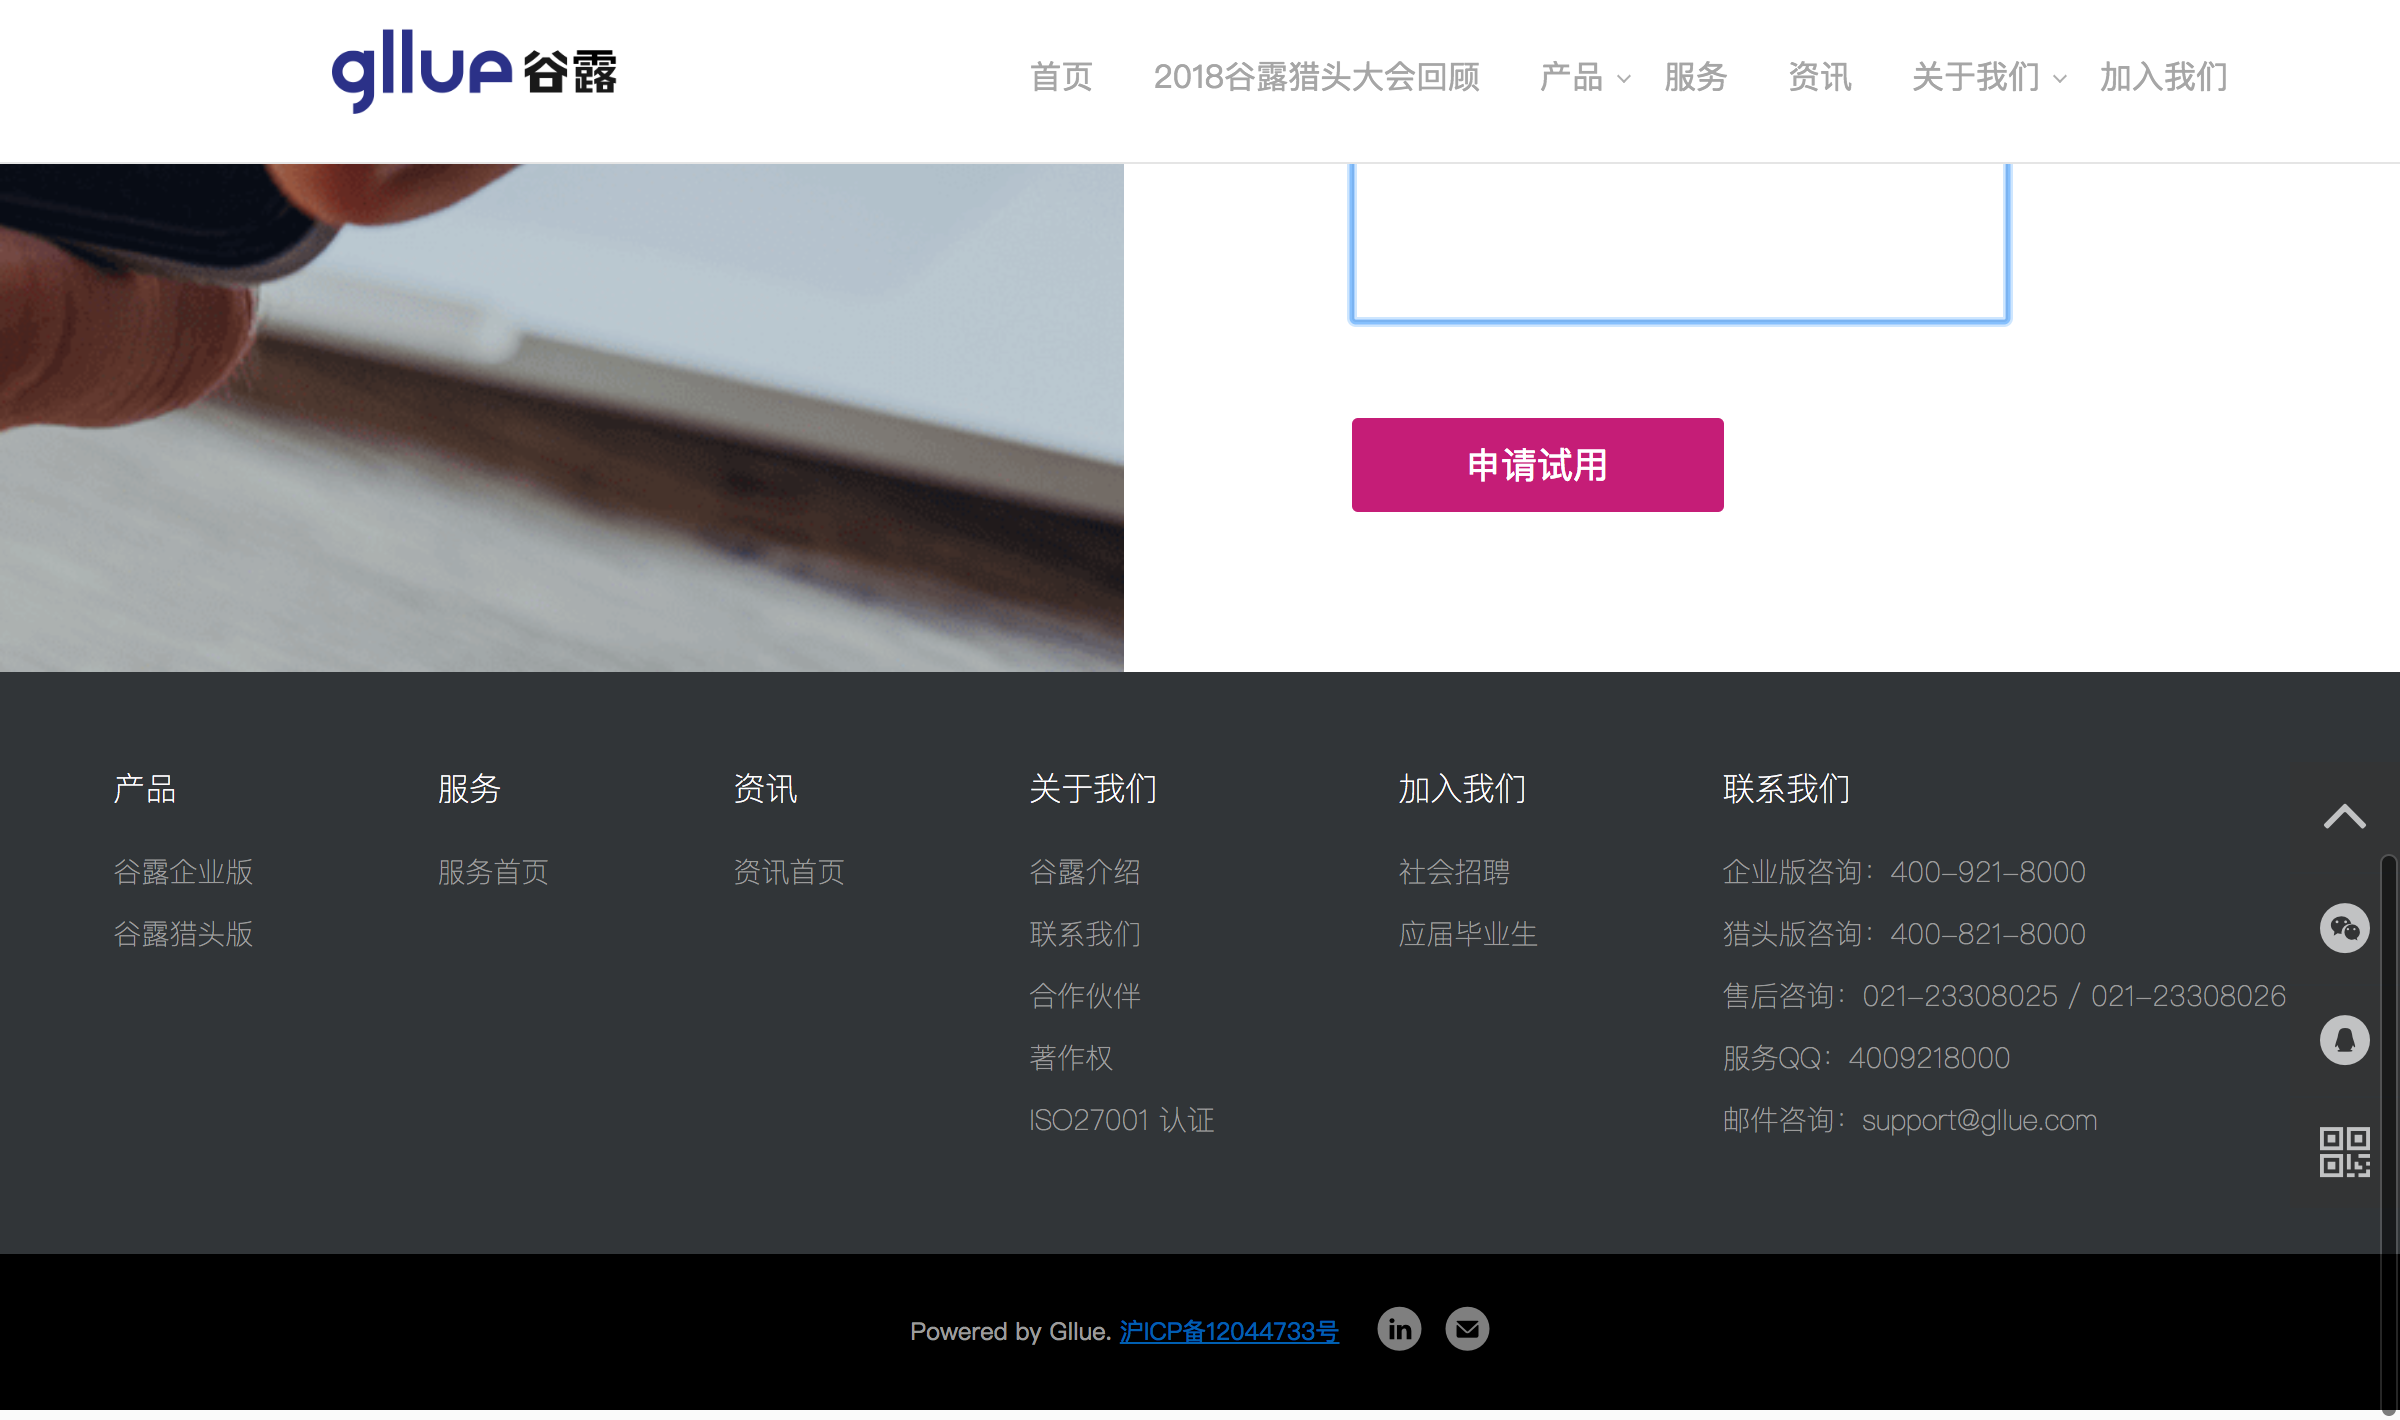 gllue 谷露
首页 2018谷露猎头大会回顾 产品 服务 资讯 关于我们 加入我们
申请试用
产品 服务 资讯 关于我们 加入我们 联系我们
谷露企业版 服务首页 资讯首页 谷露介绍 社会招聘 企业版咨询：400-921-8000
谷露猎头版 联系我们 应届毕业生 猎头版咨询：400-821-8000
合作伙伴 售后咨询：021-23308025 / 021-23308026
著作权 服务QQ：4009218000
ISO27001 认证 邮件咨询：support@gllue.com
Powered by Gllue. 沪ICP备12044733号 in